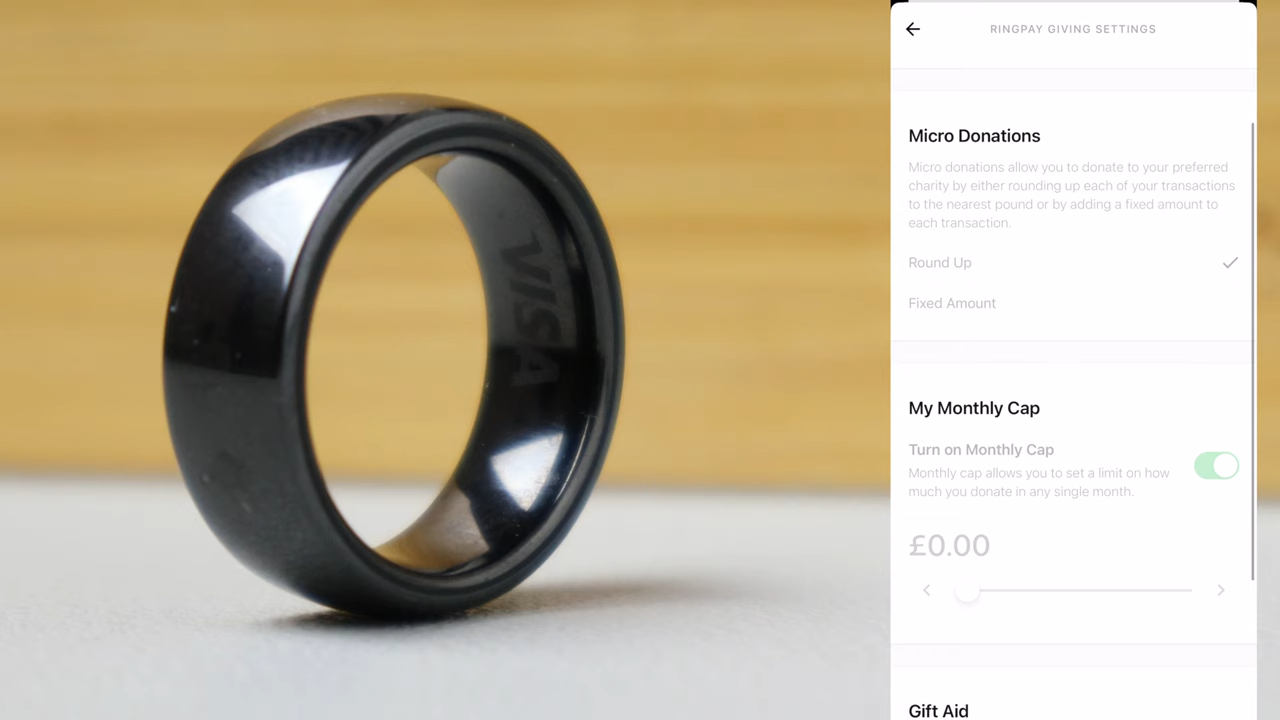 VISA
RINGPAY GIVING SETTINGS
Micro Donations
Micro donations allow you to donate to your preferred
charity by either rounding up each of your transactions
to the nearest pound or by adding a fixed amount to
each transaction.
Round Up
Fixed Amount
My Monthly Cap
Turn on Monthly Cap
Monthly cap allows you to set a limit on how
much you donate in any single month.
£0.00
Gift Aid